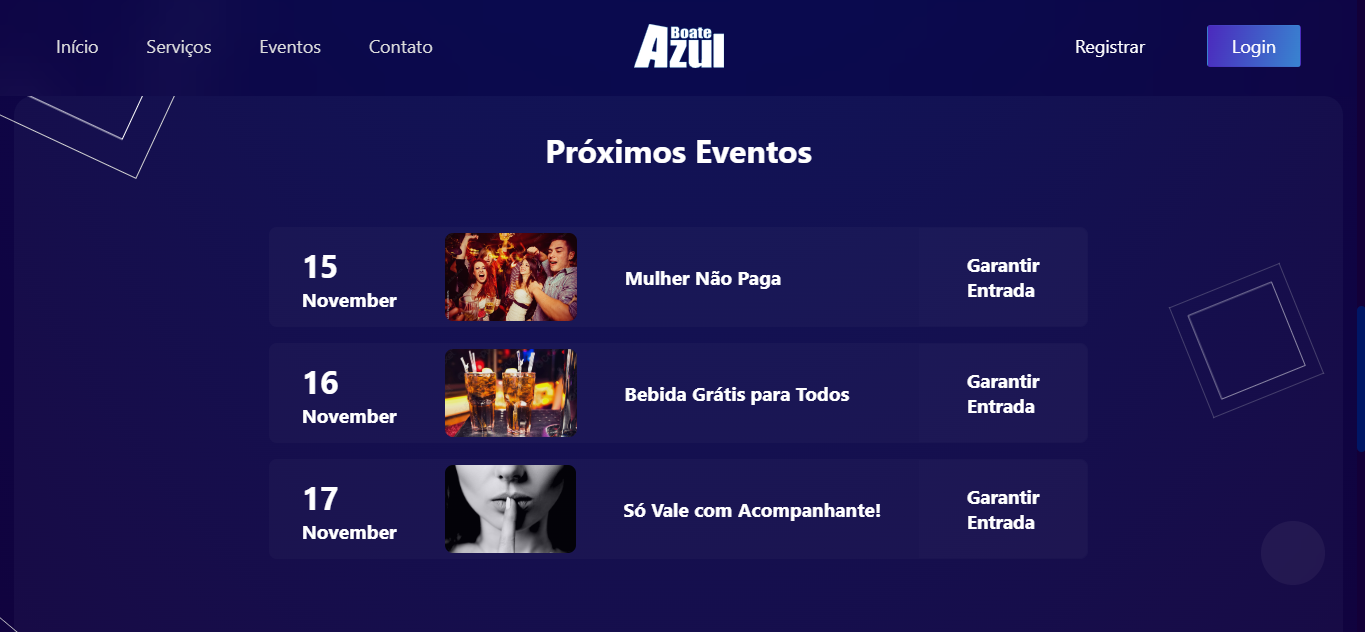 Início Serviços Eventos Contato Boate Azul Registrar Login
Próximos Eventos
15
November
Mulher Não Paga
Garantir
Entrada
16
November
Bebida Grátis para Todos
Garantir
Entrada
17
November
Só Vale com Acompanhante!
Garantir
Entrada